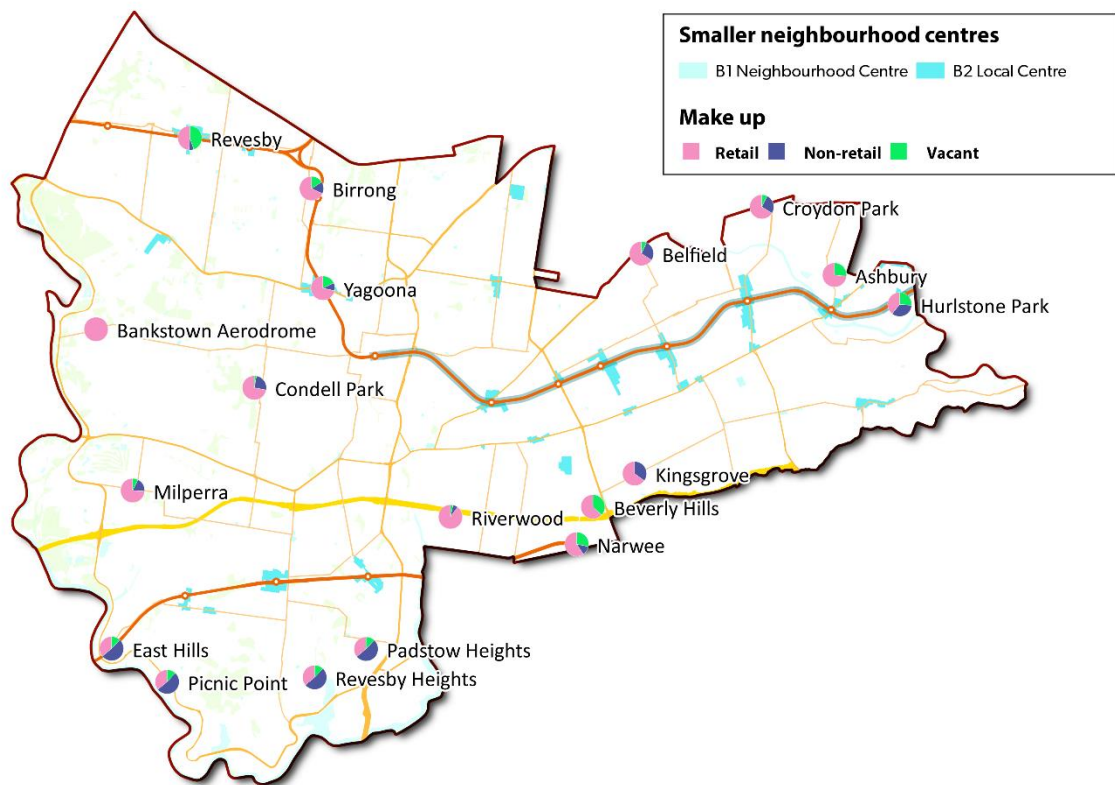 Smaller neighbourhood centres
B1 Neighbourhood Centre B2 Local Centre
Make up
Retail Non-retail Vacant
Revesby
Birrong
Croydon Park
Belfield
Ashbury
Yagoona
Hurlstone Park
Bankstown Aerodrome
Condell Park
Kingsgrove
Milperra
Beverly Hills
Riverwood
Narwee
East Hills
Padstow Heights
Picnic Point
Revesby Heights